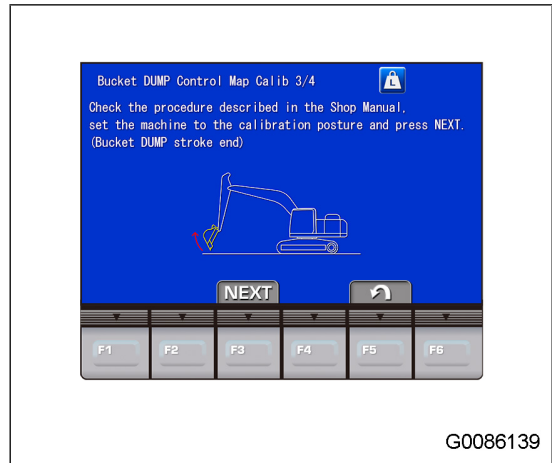 Bucket DUMP Control Map Calib 3/4
L
Check the procedure described in the Shop Manual,
set the machine to the calibration posture and press NEXT.
(Bucket DUMP stroke end)
NEXT
F1 F2 F3 F4 F5 F6
G0086139